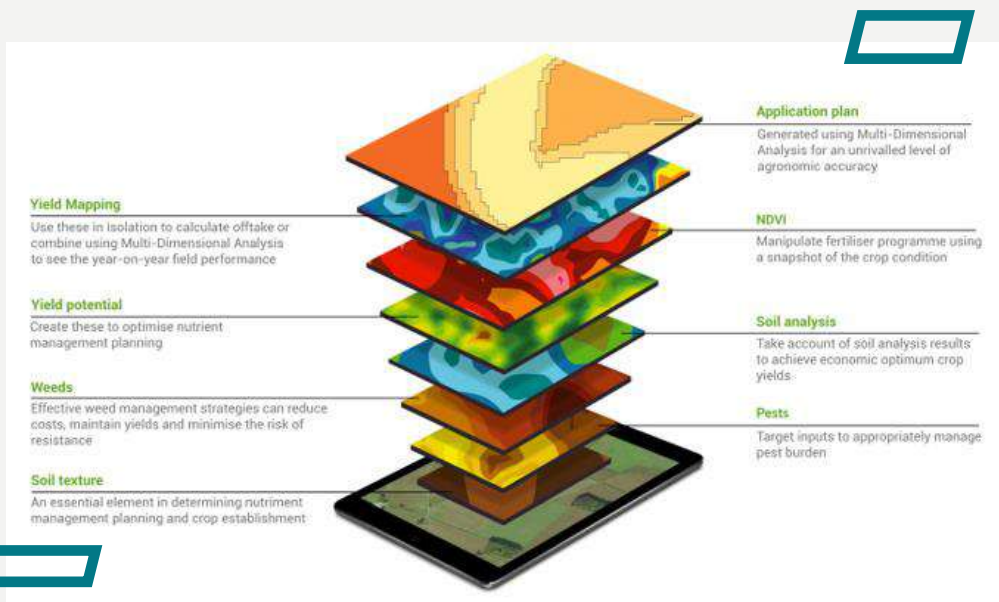 Application plan
Generated using Multi-Dimensional
Analysis for an unrivalled level of
agronomic accuracy
Yield Mapping
Use these in isolation to calculate offtake or
combine using Multi-Dimensional Analysis
to see the year-on-year field performance
NDVI
Manipulate fertiliser programme using
a snapshot of the crop condition
Yield potential
Create these to optimise nutrient
management planning
Soil analysis
Take account of soil analysis results
to achieve economic optimum crop
yields
Weeds
Effective weed management strategies can reduce
costs, maintain yields and minimise the risk of
resistance
Pests
Target inputs to appropriately manage
pest burden
Soil texture
An essential element in determining nutriment
management planning and crop establishment